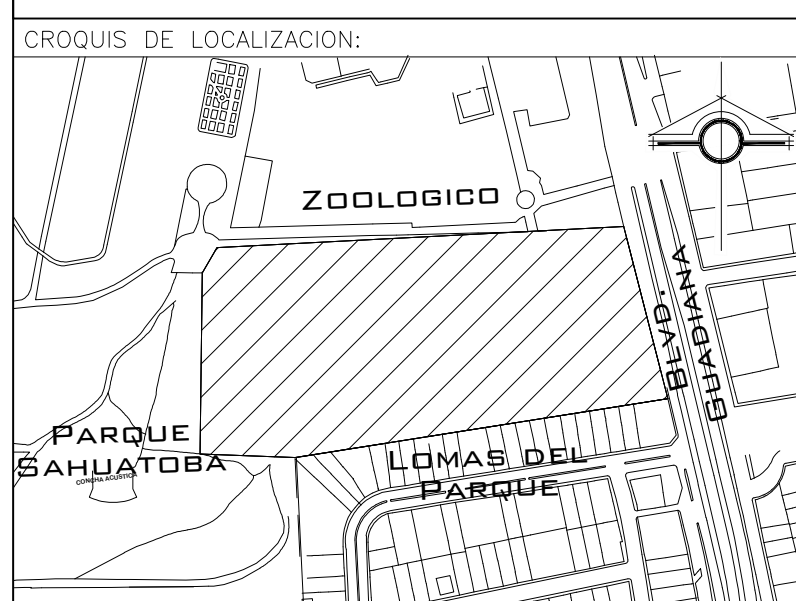 CROQUIS DE LOCALIZACION:
ZOOLOGICO
BLVD.
GUADIANA
PARQUE
SAHUATOBA
CONCHA ACUSTICA
LOMAS DEL
PARQUE